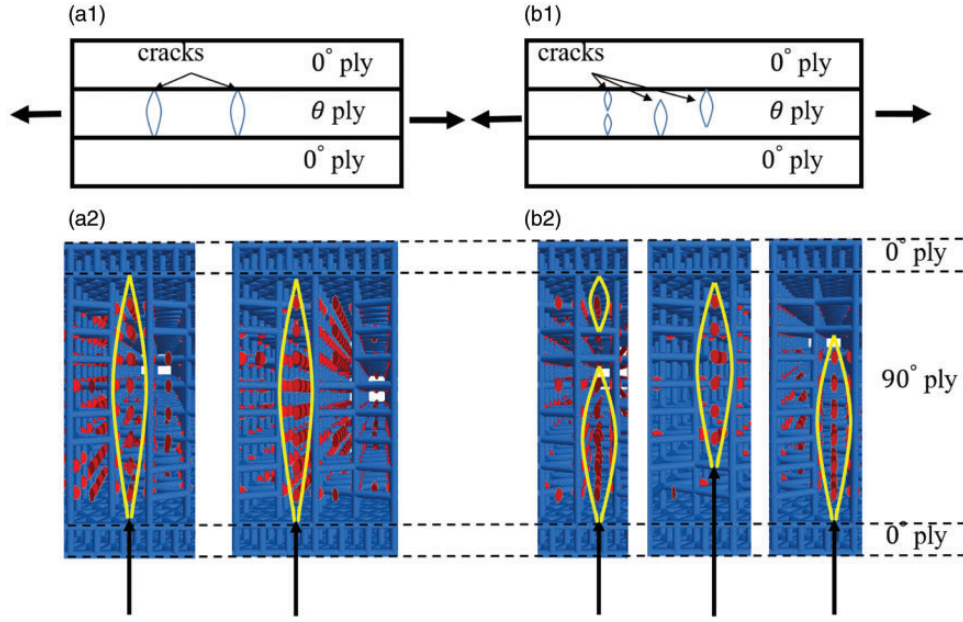 (a1)
cracks
0° ply
θ ply
0° ply
(b1)
cracks
0° ply
θ ply
0° ply
(a2)
(b2)
0° ply
90° ply
0° ply